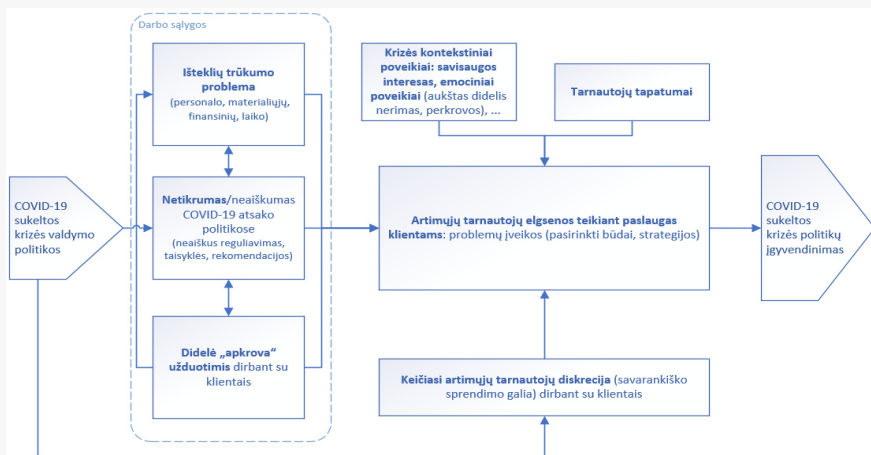 Darbo sąlygos
Išteklių trūkumo
problema
(personalo, materialiųjų,
finansinių, laiko)
Krizės kontekstiniai
poveikiai: savisaugos
interesas, emociniai
poveikiai (aukštas didelis
nerimas, perkrovos), ...
Tarnautojų tapatumai
COVID-19
sukeltos
krizės valdymo
politikos
Netikrumas/neaiškumas
COVID-19 atsako
politikose
(neaiškus reguliavimas,
taisyklės, rekomendacijos)
Artimųjų tarnautojų elgsenos teikiant paslaugas
klientams: problemų įveikos (pasirinkti būdai, strategijos)
COVID-19
sukeltos
krizės politikų
įgyvendinimas
Didelė „apkrova“
užduotimis dirbant su
klientais
Keičiasi artimųjų tarnautojų diskrecija (savarankiško
sprendimo galia) dirbant su klientais